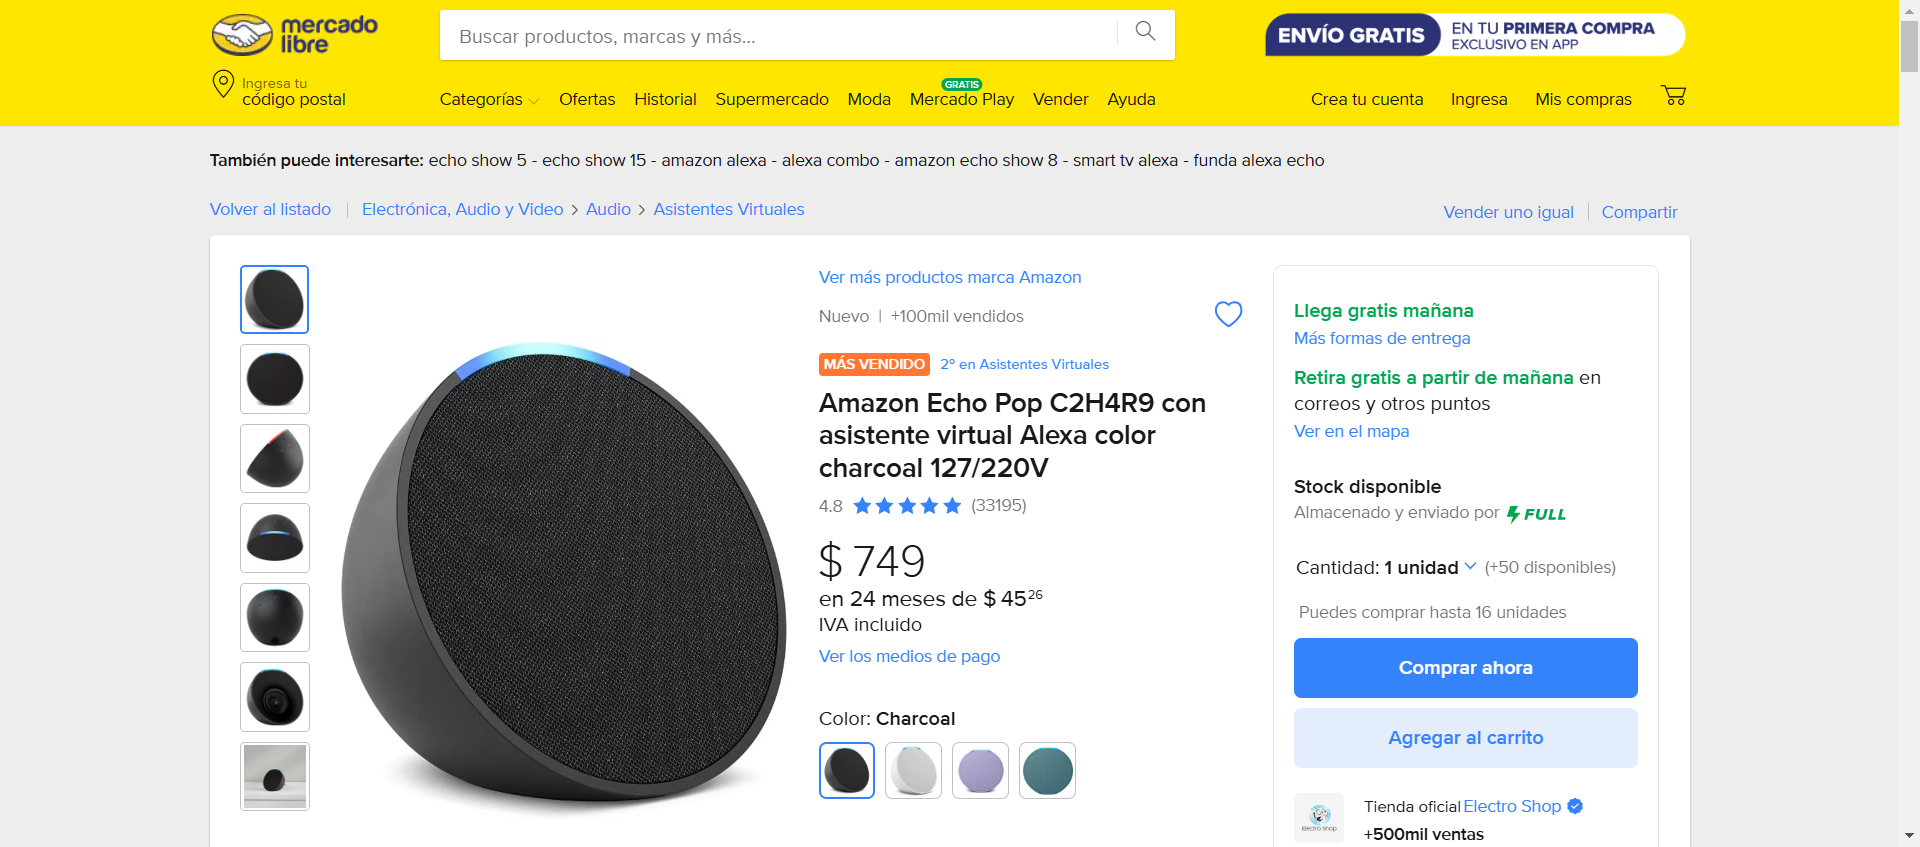 mercado
libre
Buscar productos, marcas y más...
ENVÍO GRATIS
EN TU PRIMERA COMPRA
EXCLUSIVO EN APP
Ingresa tu
código postal
Categorías
Ofertas
Historial
Supermercado
Moda
GRATIS
Mercado Play
Vender
Ayuda
Crea tu cuenta
Ingresa
Mis compras
También puede interesarte: echo show 5 - echo show 15 - amazon alexa - alexa combo - amazon echo show 8 - smart tv alexa - funda alexa echo
Volver al listado | Electrónica, Audio y Video > Audio > Asistentes Virtuales
Vender uno igual | Compartir
Ver más productos marca Amazon
Nuevo | +100mil vendidos
MÁS VENDIDO 2º en Asistentes Virtuales
Amazon Echo Pop C2H4R9 con
asistente virtual Alexa color
charcoal 127/220V
4.8 (33195)
$ 749
en 24 meses de $ 45 26
IVA incluido
Ver los medios de pago
Color: Charcoal
Llega gratis mañana
Más formas de entrega
Retira gratis a partir de mañana en
correos y otros puntos
Ver en el mapa
Stock disponible
Almacenado y enviado por FULL
Cantidad: 1 unidad (+50 disponibles)
Puedes comprar hasta 16 unidades
Comprar ahora
Agregar al carrito
Electro Shop
Tienda oficial Electro Shop
+500mil ventas